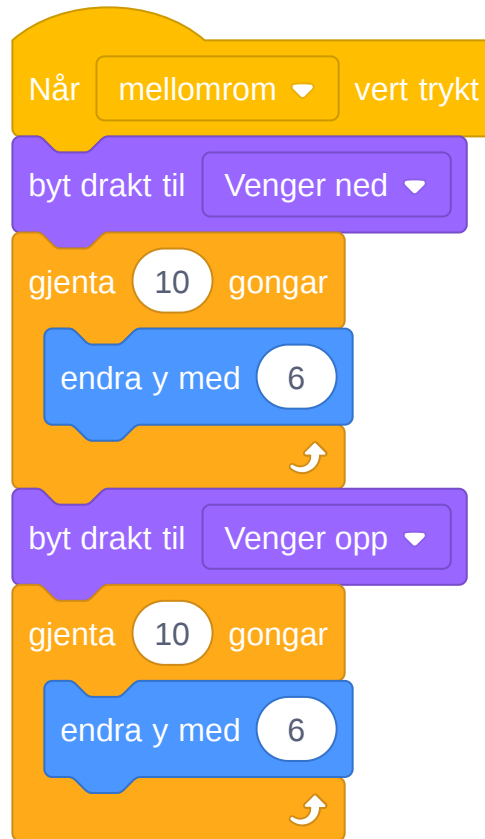 Når mellomrom vert trykt
byt drakt til Venger ned
gjenta 10 gongar
endra y med 6
byt drakt til Venger opp
gjenta 10 gongar
endra y med 6